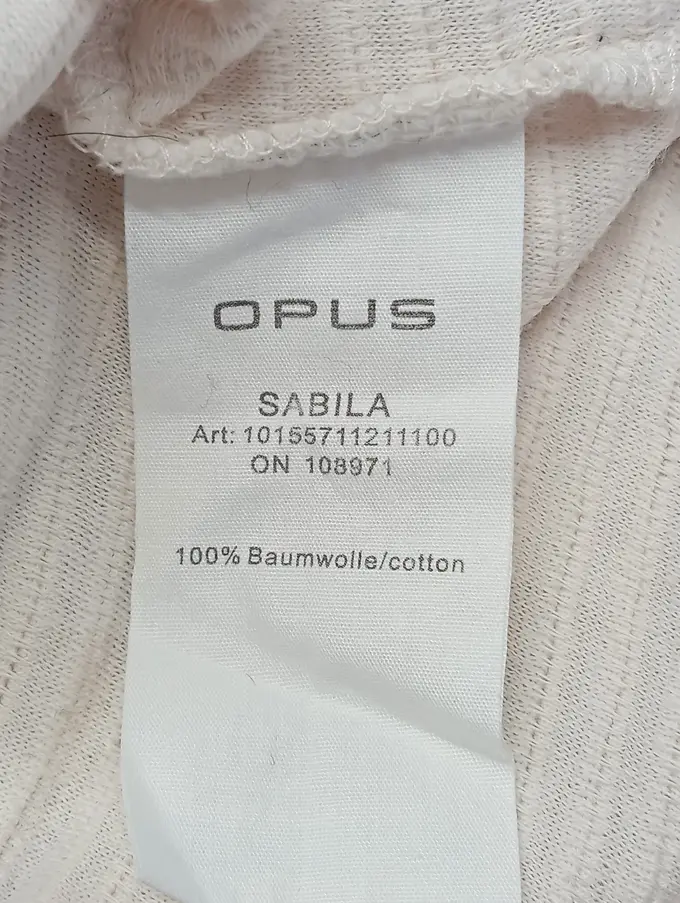 OPUS
SABILA
Art: 10155711211100
ON 108971
100% Baumwolle/cotton